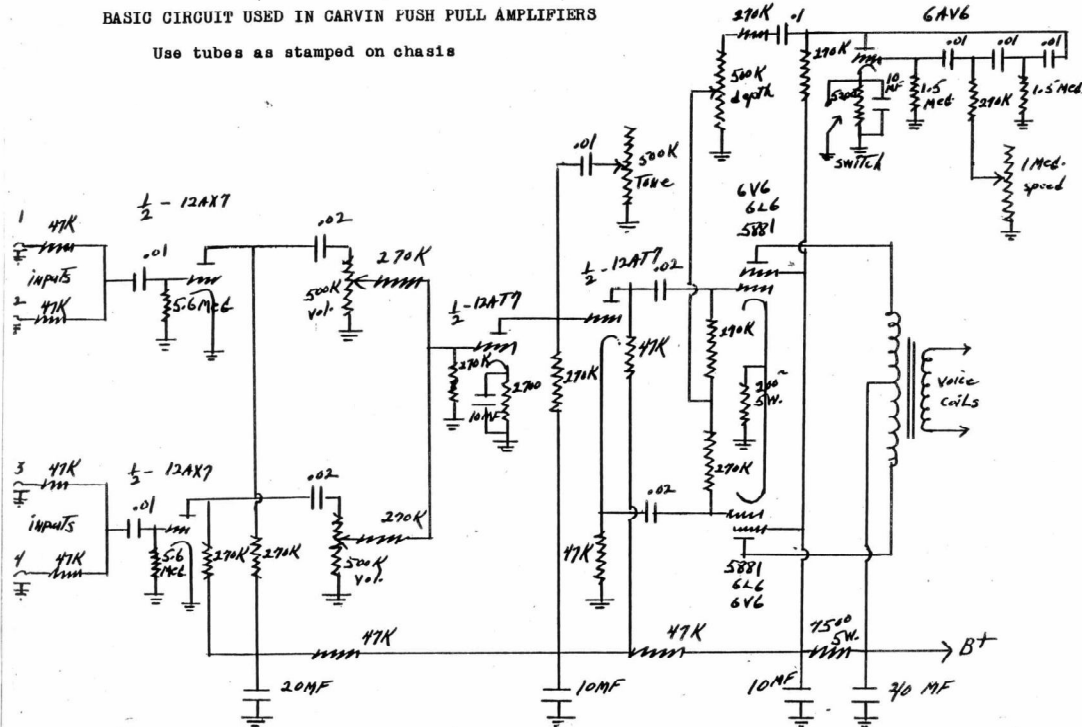 BASIC CIRCUIT USED IN CARVIN PUSH PULL AMPLIFIERS
Use tubes as stamped on chasis
270K
.1
6AV6
500K
depth
270K
.01
.01
.01
10
MF
1.5
Meg.
270K
1.5 Meg.
switch
1 Meg.
speed
.01
500K
Tone
6V6
6L6
5881
1
47K
1/2 - 12AX7
.02
270K
inputs
.01
5.6 Meg
500K
vol.
2
47K
1/2 - 12AT7
.02
1/2 - 12AT7
270K
2700
10MF
270K
47K
270K
200~
5W.
voice
coils
3
47K
1/2 - 12AX7
.02
270K
.02
inputs
.01
270K
4
47K
5.6
Meg
270K
270K
500K
vol.
47K
5881
6L6
6V6
47K
47K
7500
5W.
B+
20MF
10MF
10MF
MF